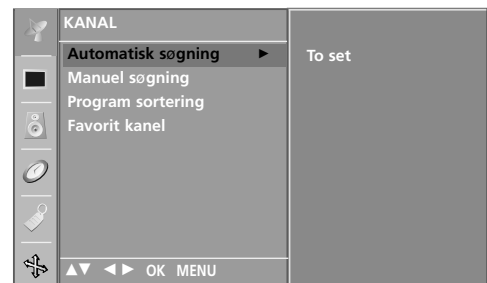 KANAL
Automatisk søgning ►
To set
Manuel søgning
Program sortering
Favorit kanel
▲▼ ◄► OK MENU